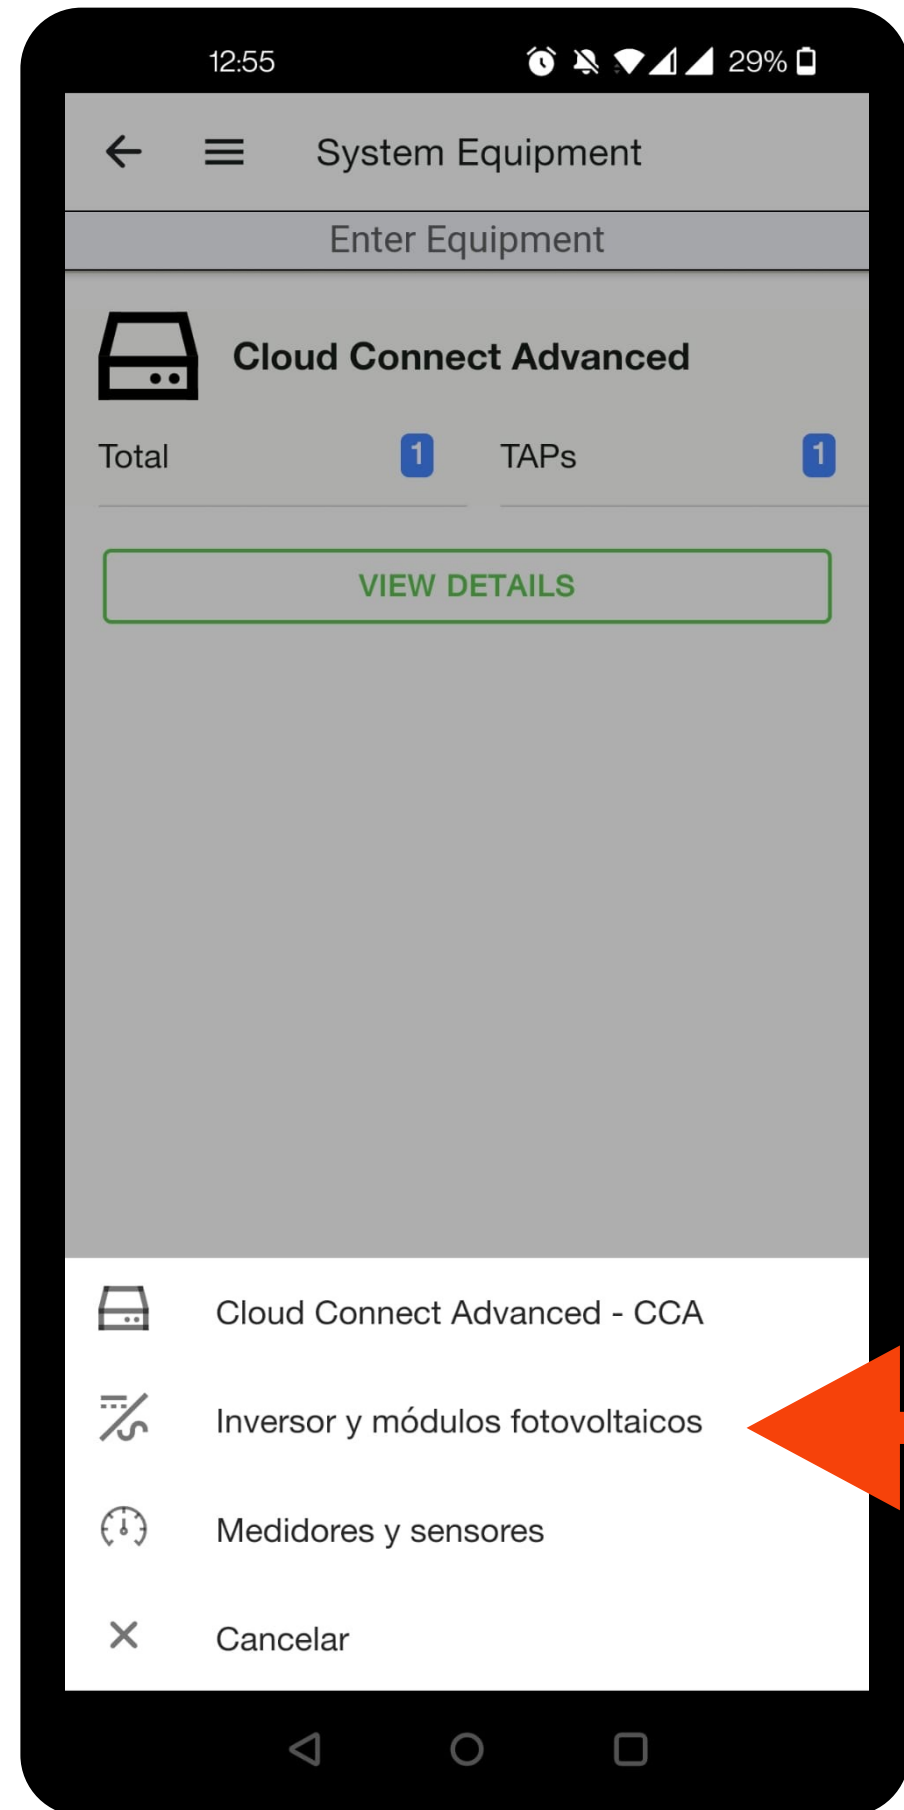 12:55 29%
System Equipment
Enter Equipment
Cloud Connect Advanced
Total 1 TAPs 1
VIEW DETAILS
Cloud Connect Advanced - CCA
Inversor y módulos fotovoltaicos
Medidores y sensores
Cancelar